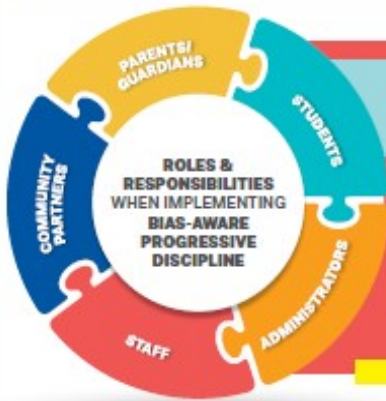 PARENTS/
GUARDIANS
STUDENTS
ADMINISTRATORS
STAFF
COMMUNITY
PARTNERS
ROLES &
RESPONSIBILITIES
WHEN IMPLEMENTING
BIAS-AWARE
PROGRESSIVE
DISCIPLINE